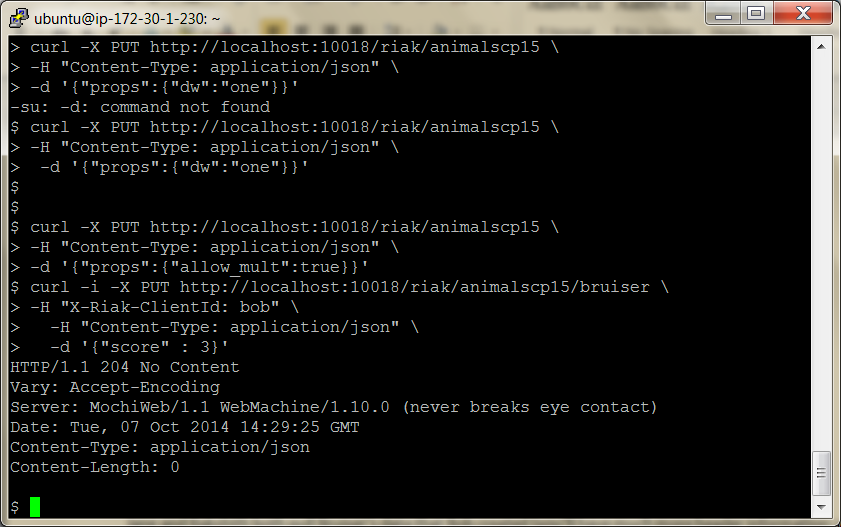 ubuntu@ip-172-30-1-230: ~
> curl -X PUT http://localhost:10018/riak/animalscp15 \
> -H "Content-Type: application/json" \
> -d '{"props":{"dw":"one"}}'
-su: -d: command not found
$ curl -X PUT http://localhost:10018/riak/animalscp15 \
> -H "Content-Type: application/json" \
>  -d '{"props":{"dw":"one"}}'
$
$
$ curl -X PUT http://localhost:10018/riak/animalscp15 \
> -H "Content-Type: application/json" \
> -d '{"props":{"allow_mult":true}}'
$ curl -i -X PUT http://localhost:10018/riak/animalscp15/bruiser \
> -H "X-Riak-ClientId: bob" \
>   -H "Content-Type: application/json" \
>   -d '{"score" : 3}'
HTTP/1.1 204 No Content
Vary: Accept-Encoding
Server: MochiWeb/1.1 WebMachine/1.10.0 (never breaks eye contact)
Date: Tue, 07 Oct 2014 14:29:25 GMT
Content-Type: application/json
Content-Length: 0
$